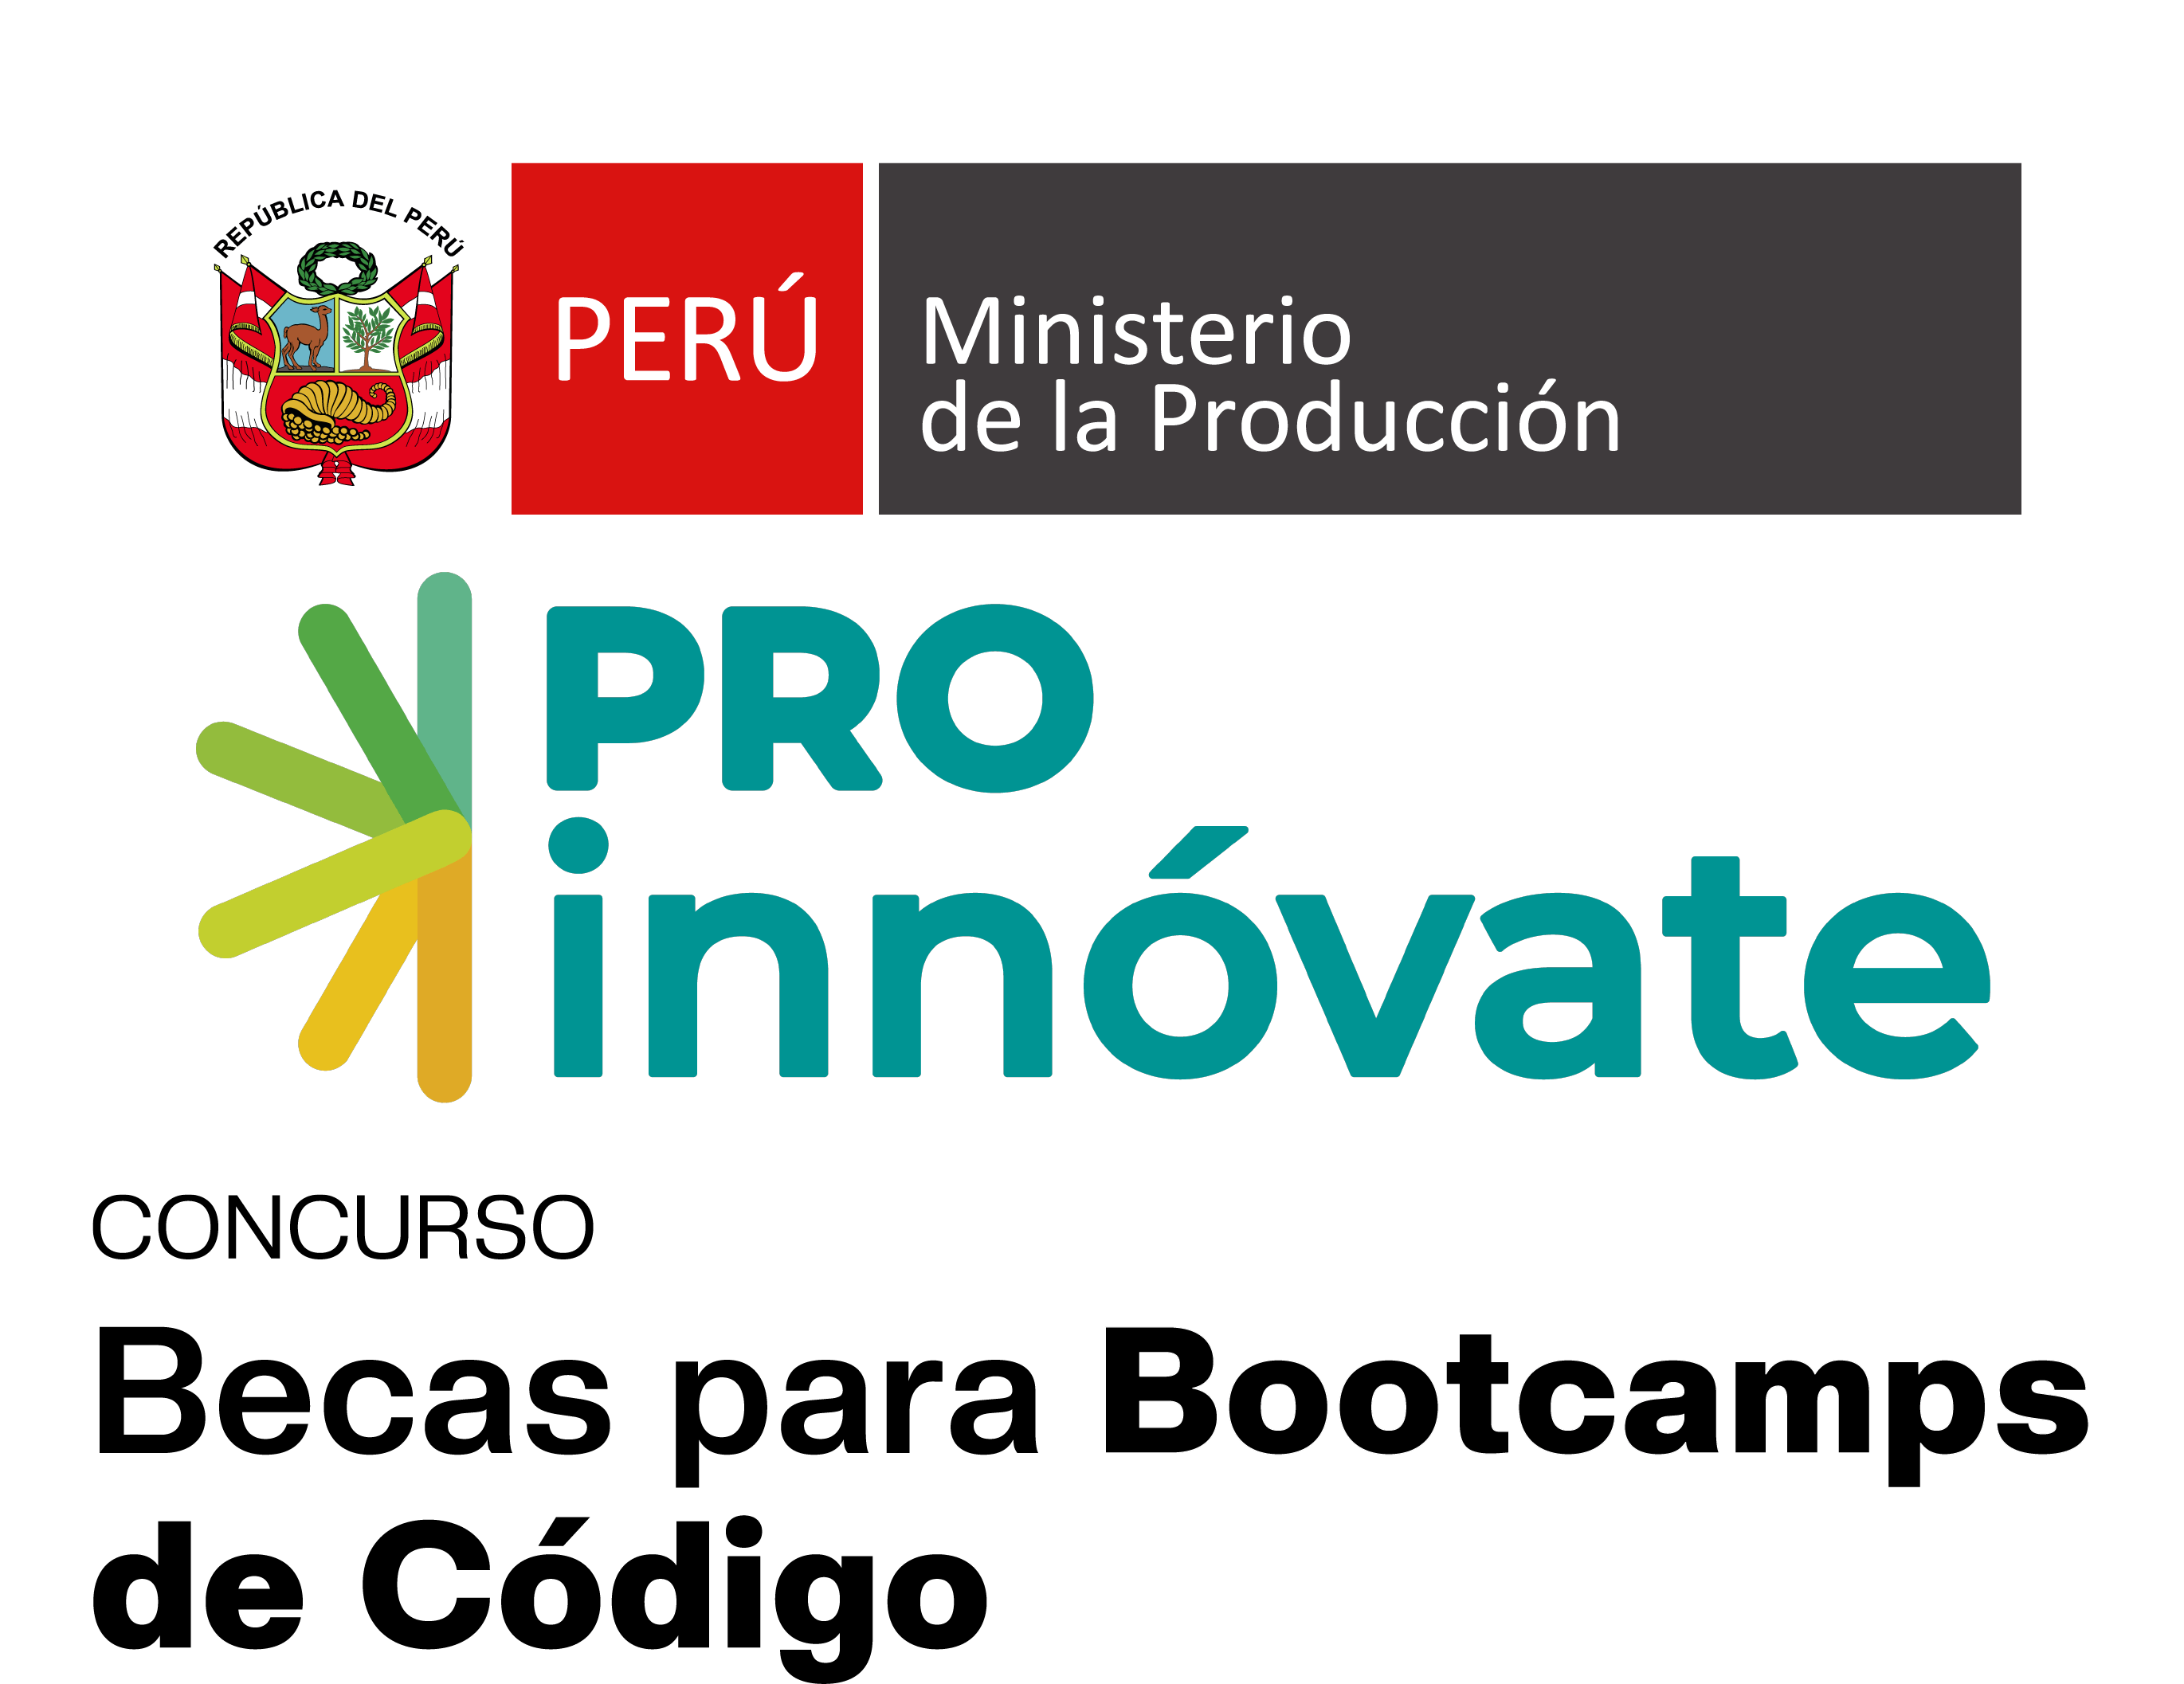 REPÚBLICA DEL PERÚ
PERÚ
Ministerio
de la Producción
PRO
innóvate
CONCURSO
Becas para Bootcamps
de Código